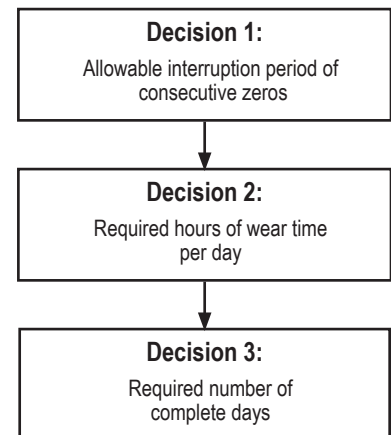 Decision 1:
Allowable interruption period of
consecutive zeros
Decision 2:
Required hours of wear time
per day
Decision 3:
Required number of
complete days